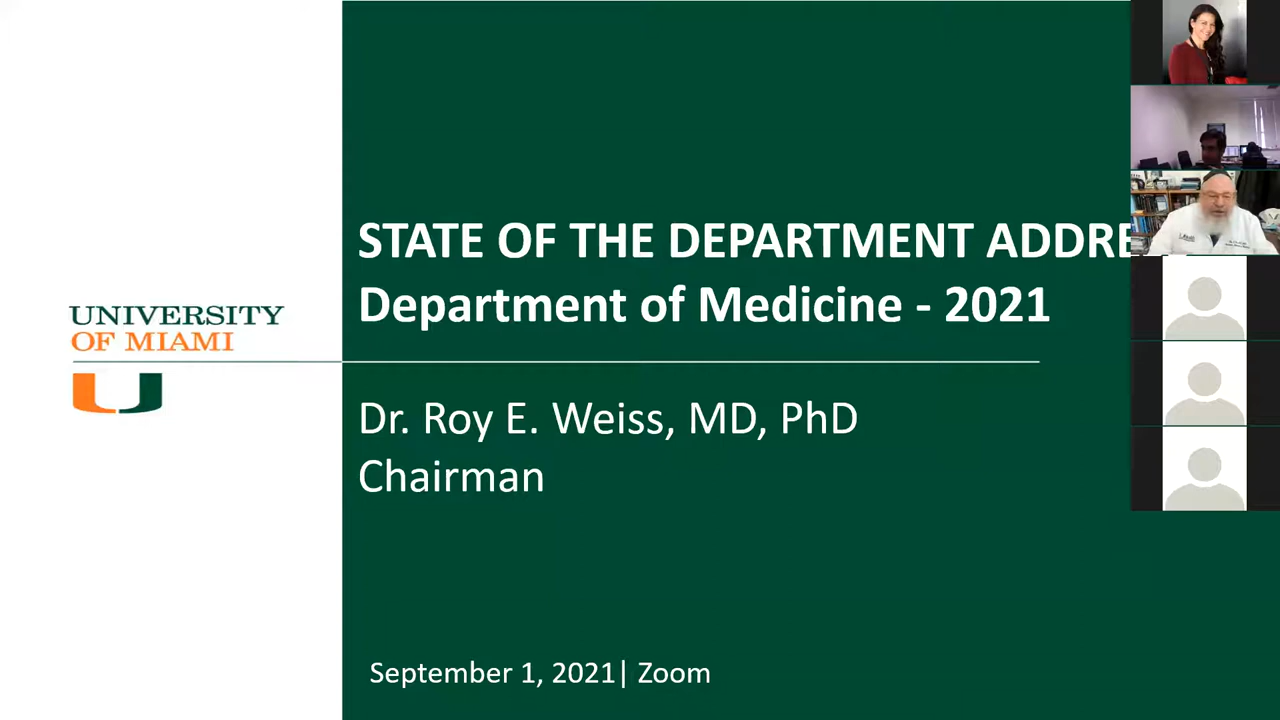 UNIVERSITY
OF MIAMI
STATE OF THE DEPARTMENT ADDRE
Department of Medicine - 2021
Dr. Roy E. Weiss, MD, PhD
Chairman
September 1, 2021| Zoom